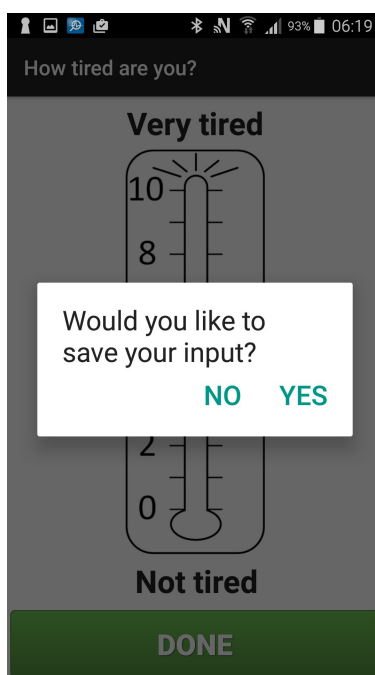 93% 06:19
How tired are you?
Very tired
10
8
Would you like to
save your input?
NO YES
2
0
Not tired
DONE